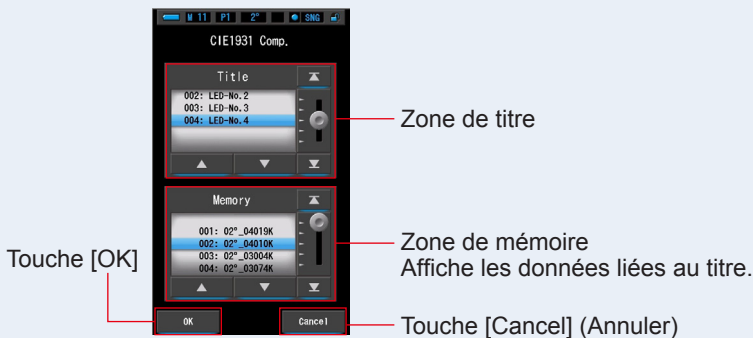 M 11 P1 2° SNG
CIE1931 Comp.
Title
002: LED-No.2
003: LED-No.3
004: LED-No.4
Zone de titre
Memory
001: 02°_04019K
002: 02°_04010K
003: 02°_03004K
004: 02°_03074K
Zone de mémoire
Affiche les données liées au titre.
Touche [OK]
OK
Cancel
Touche [Cancel] (Annuler)